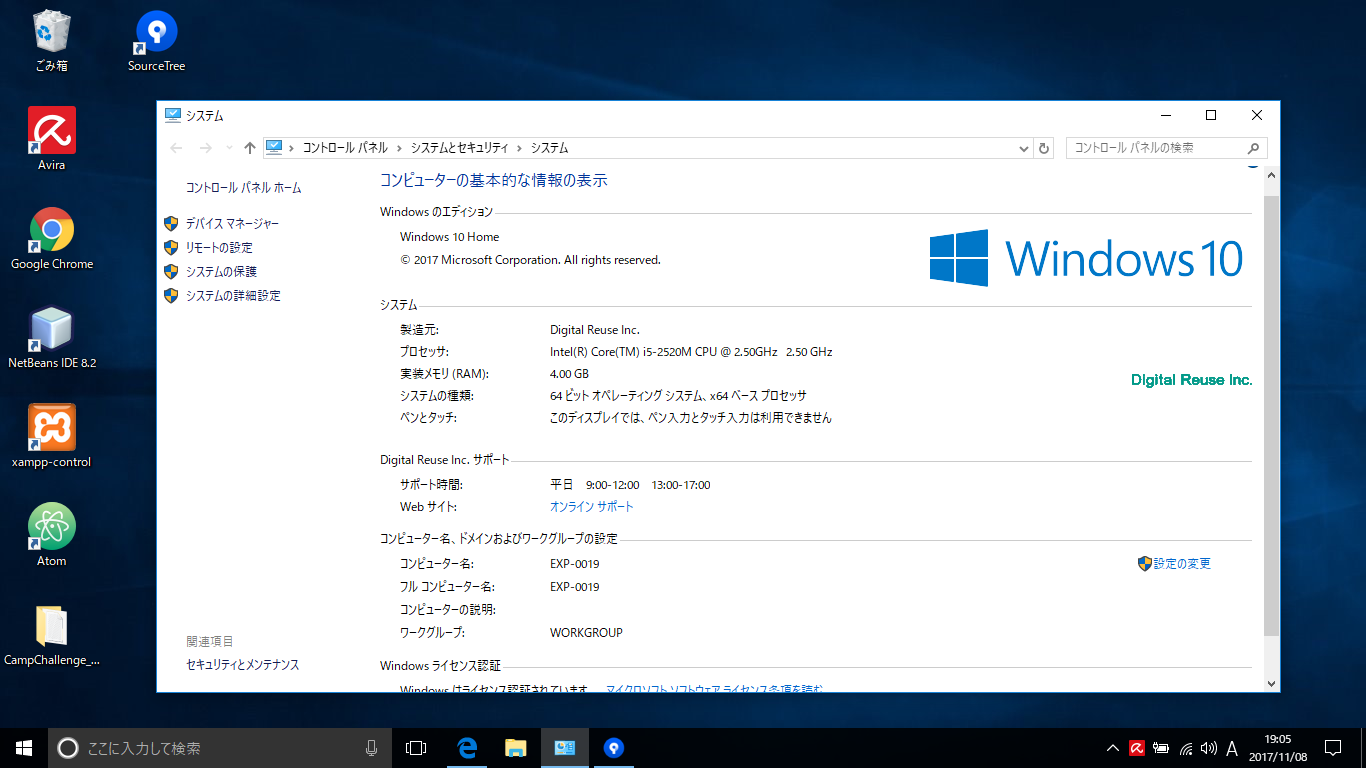 ごみ箱
SourceTree
Avira
Google Chrome
NetBeans IDE 8.2
xampp-control
Atom
CampChallenge_...
システム
コントロール パネル › システムとセキュリティ › システム
コントロール パネルの検索
コントロール パネル ホーム
デバイス マネージャー
リモートの設定
システムの保護
システムの詳細設定
関連項目
セキュリティとメンテナンス
コンピューターの基本的な情報の表示
Windows のエディション
Windows 10 Home
© 2017 Microsoft Corporation. All rights reserved.
Windows 10
システム
製造元: Digital Reuse Inc.
プロセッサ: Intel(R) Core(TM) i5-2520M CPU @ 2.50GHz 2.50 GHz
実装メモリ (RAM): 4.00 GB
システムの種類: 64 ビット オペレーティング システム、x64 ベース プロセッサ
ペンとタッチ: このディスプレイでは、ペン入力とタッチ入力は利用できません
Digital Reuse Inc.
Digital Reuse Inc. サポート
サポート時間: 平日 9:00-12:00 13:00-17:00
Web サイト: オンライン サポート
コンピューター名、ドメインおよびワークグループの設定
コンピューター名: EXP-0019
設定の変更
フル コンピューター名: EXP-0019
コンピューターの説明:
ワークグループ: WORKGROUP
Windows ライセンス認証
Windows はライセンス認証されています。 マイクロソフト ソフトウェア ライセンス条項を読む
ここに入力して検索
A
19:05
2017/11/08